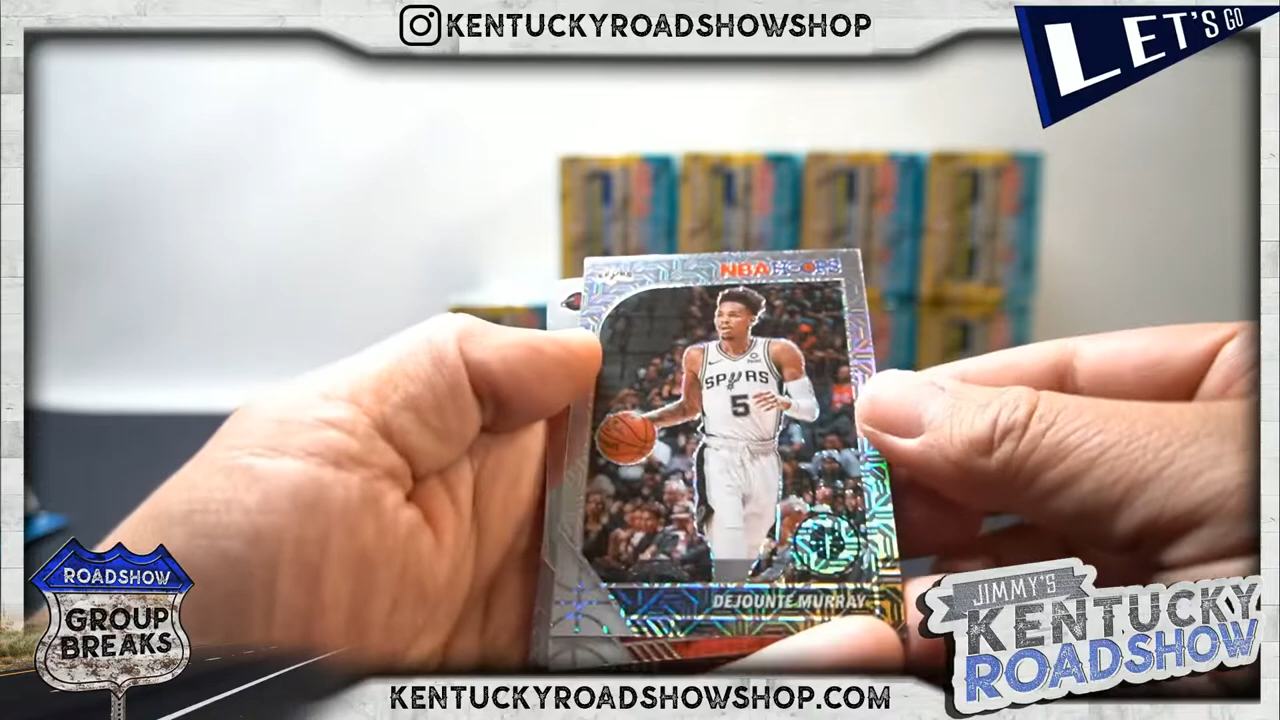 KENTUCKYROADSHOWSHOP
LET'S GO
NBA HOOPS
SPURS
5
DEJOUNTE MURRAY
ROADSHOW
GROUP
BREAKS
JIMMY'S
KENTUCKY
ROADSHOW
KENTUCKYROADSHOWSHOP.COM